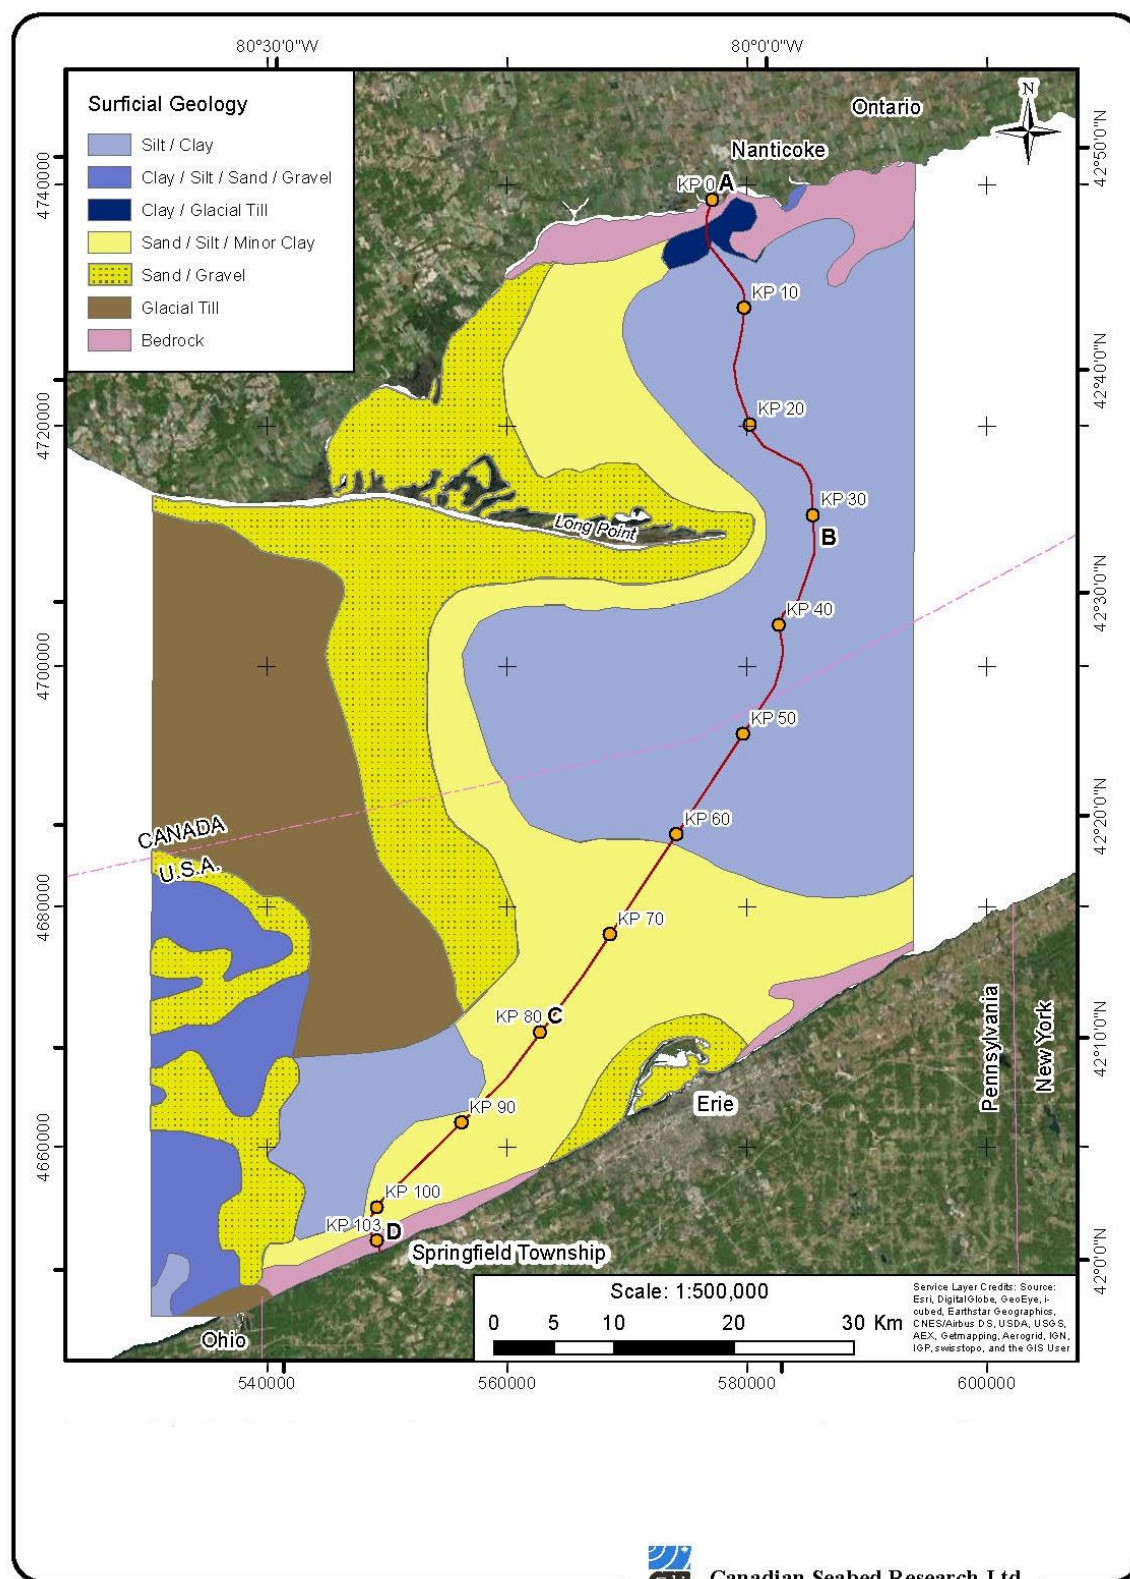 80°30'0"W
80°0'0"W
Surficial Geology
Silt / Clay
Clay / Silt / Sand / Gravel
Clay / Glacial Till
Sand / Silt / Minor Clay
Sand / Gravel
Glacial Till
Bedrock
N
Ontario
Nanticoke
KP 0
A
KP 10
KP 20
KP 30
B
Long Point
KP 40
KP 50
KP 60
CANADA
U.S.A.
KP 70
KP 80
C
KP 90
Erie
Pennsylvania
New York
KP 100
KP 103
D
Springfield Township
Ohio
4740000
4720000
4700000
4680000
4660000
42°50'0"N
42°40'0"N
42°30'0"N
42°20'0"N
42°10'0"N
42°0'0"N
Scale: 1:500,000
0 5 10 20 30 Km
Service Layer Credits: Source:
Esri, DigitalGlobe, GeoEye, i-
cubed, Earthstar Geographics,
CNES/Airbus DS, USDA, USGS,
AEX, Getmapping, Aerogrid, IGN,
IGP, swisstopo, and the GIS User
540000
560000
580000
600000
Canadian Seabed Research Ltd